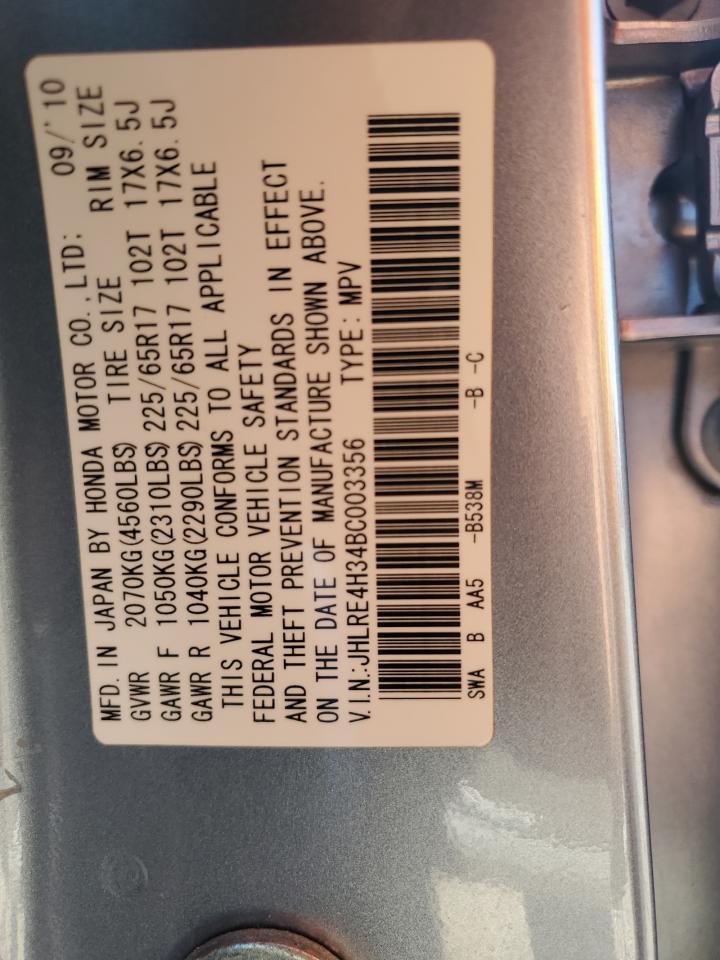 MFD. IN JAPAN BY HONDA MOTOR CO., LTD: 09/'10
GVWR 2070KG(4560LBS) TIRE SIZE RIM SIZE
GAWR F 1050KG(2310LBS) 225/65R17 102T 17X6. 5J
GAWR R 1040KG(2290LBS) 225/65R17 102T 17X6. 5J
THIS VEHICLE CONFORMS TO ALL APPLICABLE
FEDERAL MOTOR VEHICLE SAFETY
AND THEFT PREVENTION STANDARDS IN EFFECT
ON THE DATE OF MANUFACTURE SHOWN ABOVE.
V.I.N.:JHLRE4H34BC003356 TYPE: MPV
SWA B AA5 -B538M -B -C